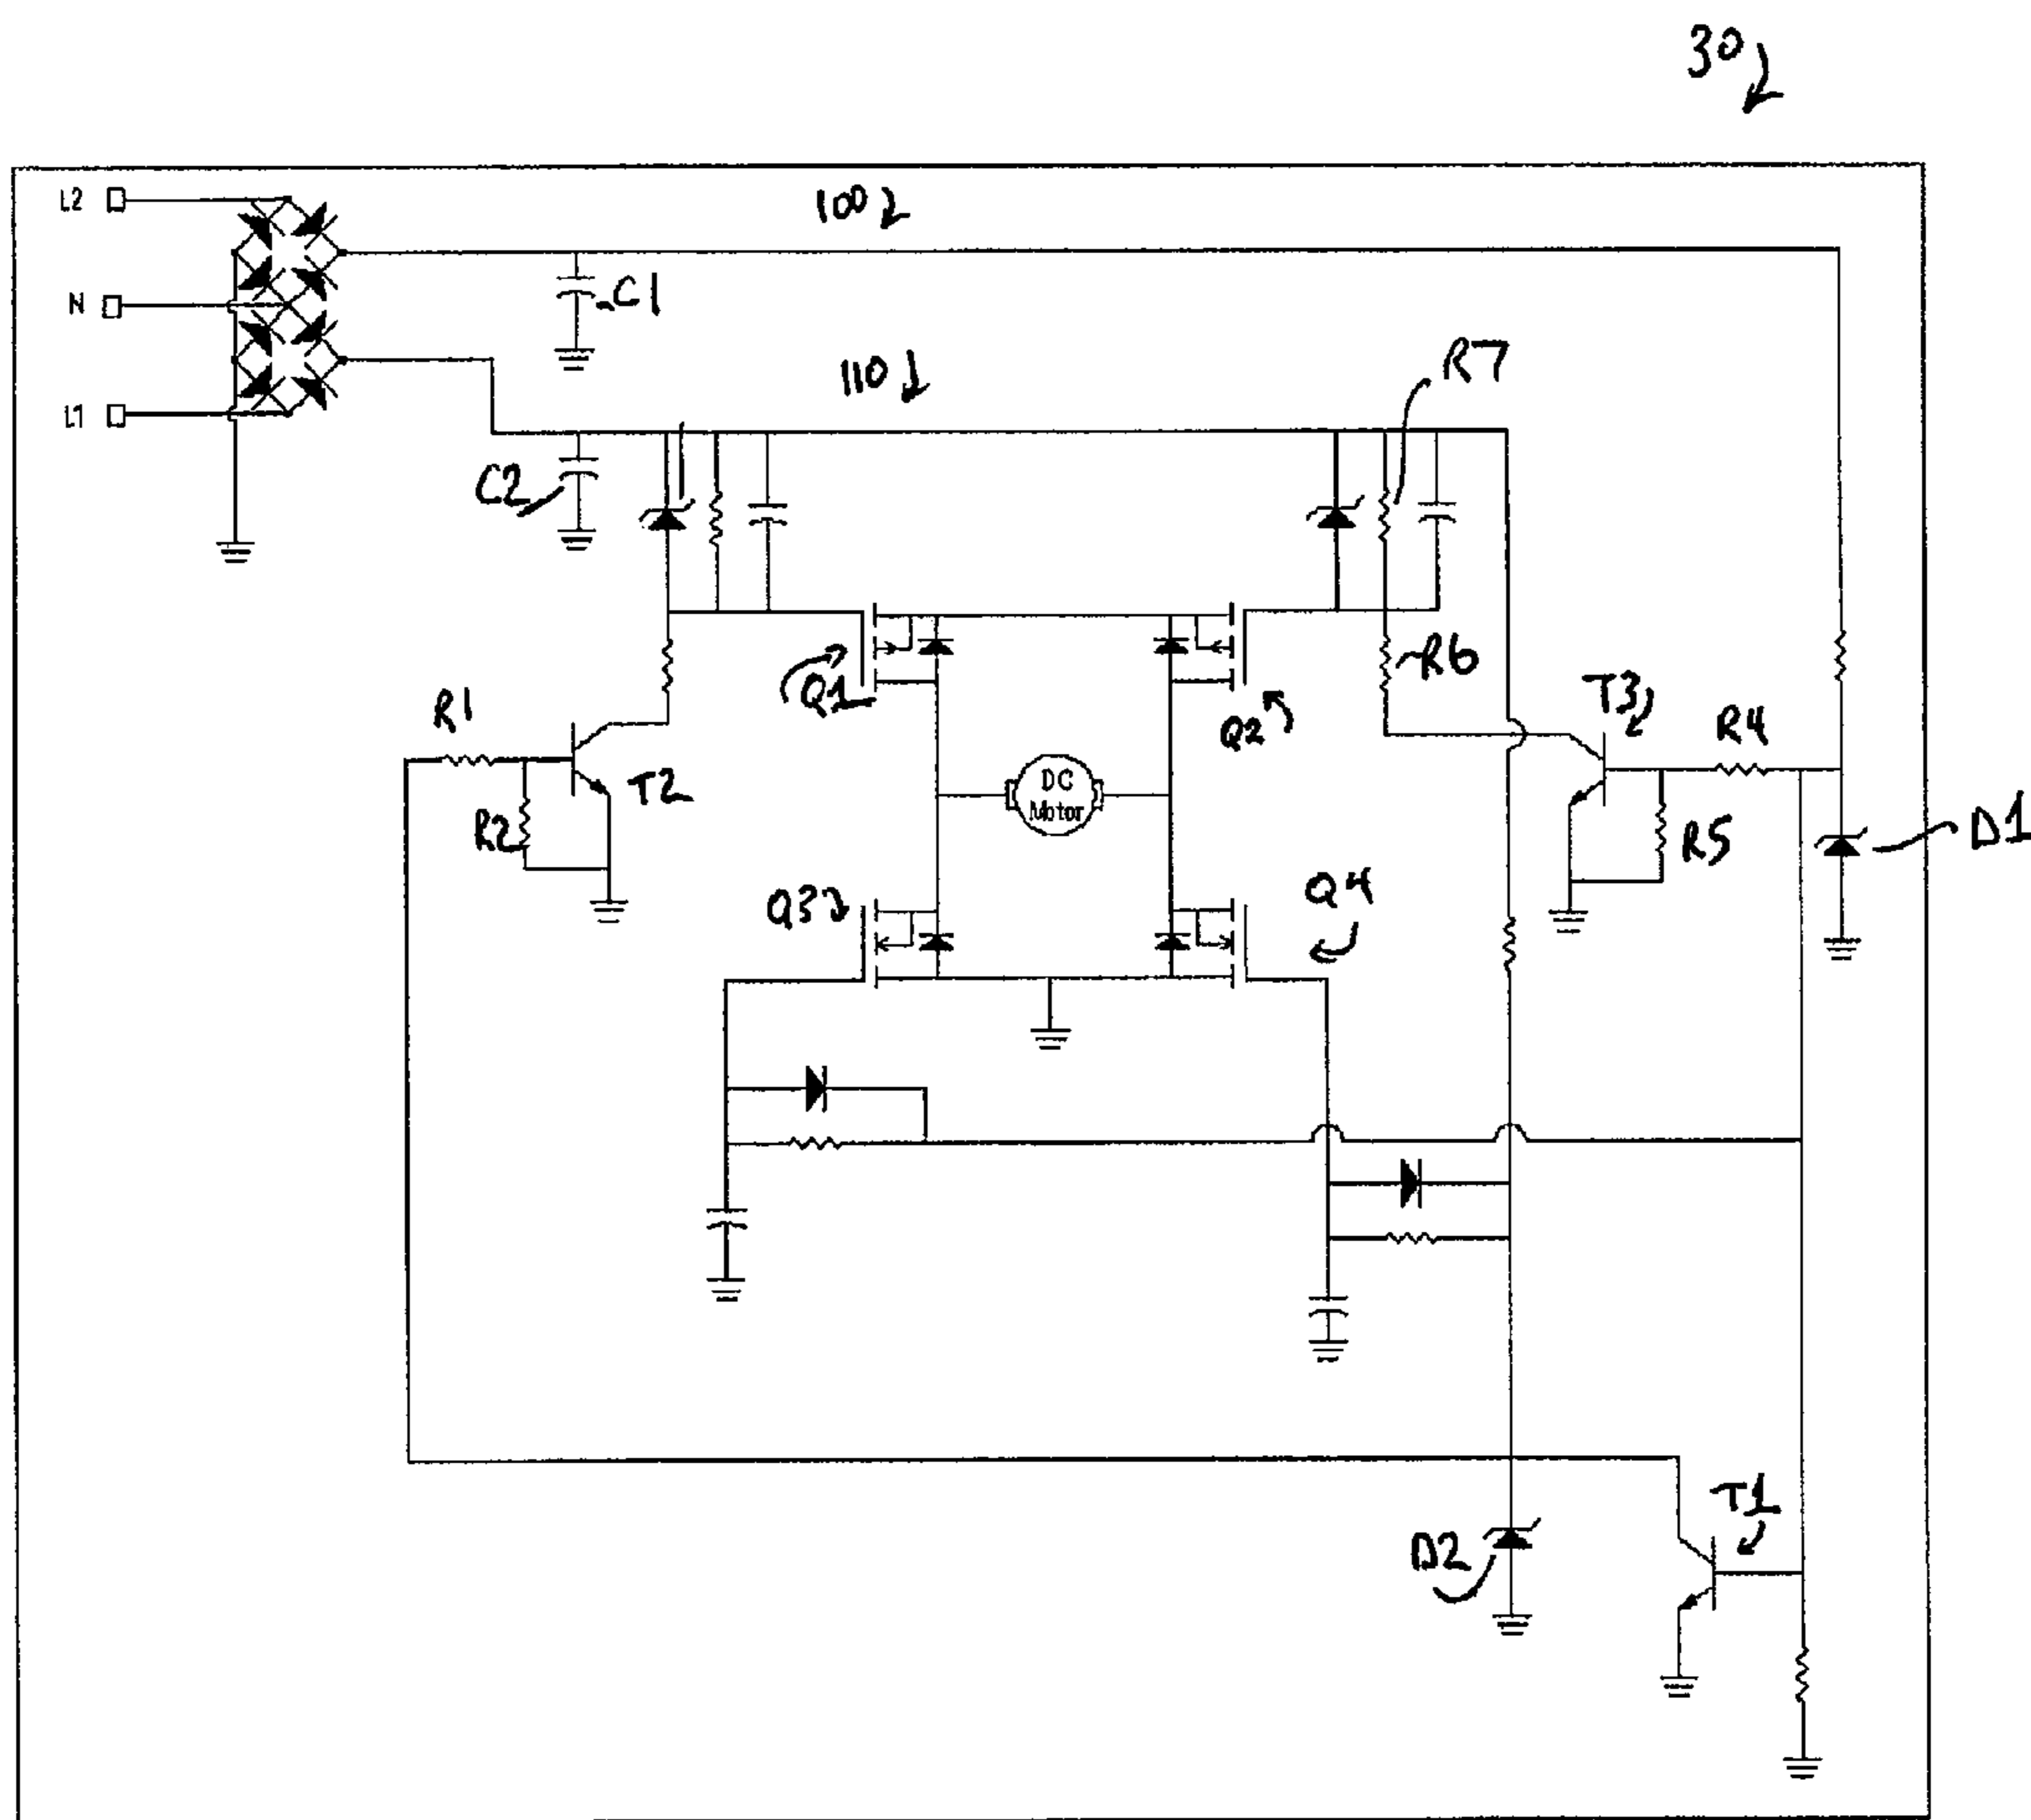 30
L2
100
N
C1
110
R7
L1
C2
Q1
R6
Q2
T3
R4
R1
T2
DC
Motor
R2
R5
D1
Q3
Q4
T1
D2